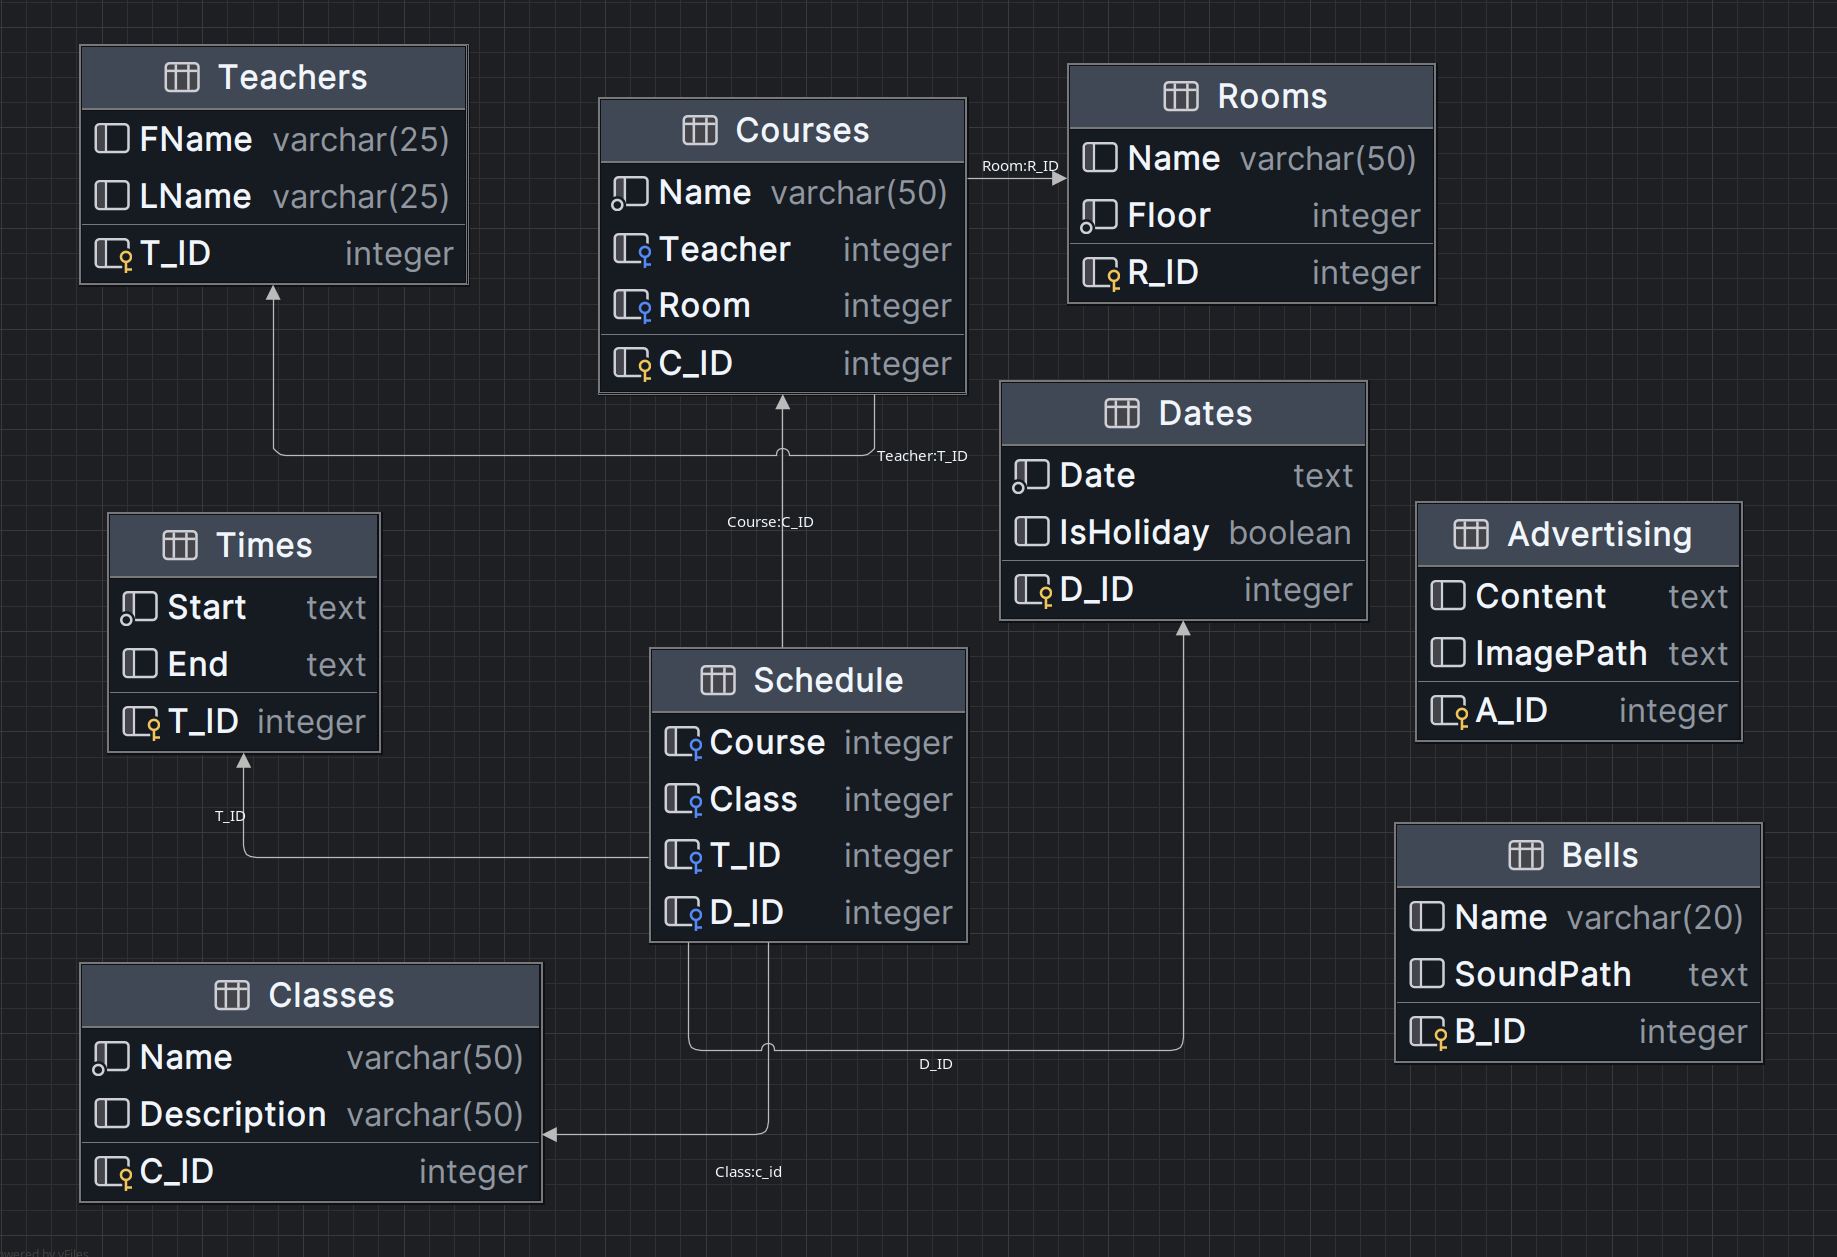 Teachers
FName varchar(25)
LName varchar(25)
T_ID integer
Courses
Name varchar(50)
Teacher integer
Room integer
C_ID integer
Room:R_ID
Rooms
Name varchar(50)
Floor integer
R_ID integer
Teacher:T_ID
Course:C_ID
Dates
Date text
IsHoliday boolean
D_ID integer
Times
Start text
End text
T_ID integer
Advertising
Content text
ImagePath text
A_ID integer
Schedule
Course integer
Class integer
T_ID integer
D_ID integer
T_ID
Bells
Name varchar(20)
SoundPath text
B_ID integer
Classes
Name varchar(50)
Description varchar(50)
C_ID integer
D_ID
Class:c_id
owered by yFiles